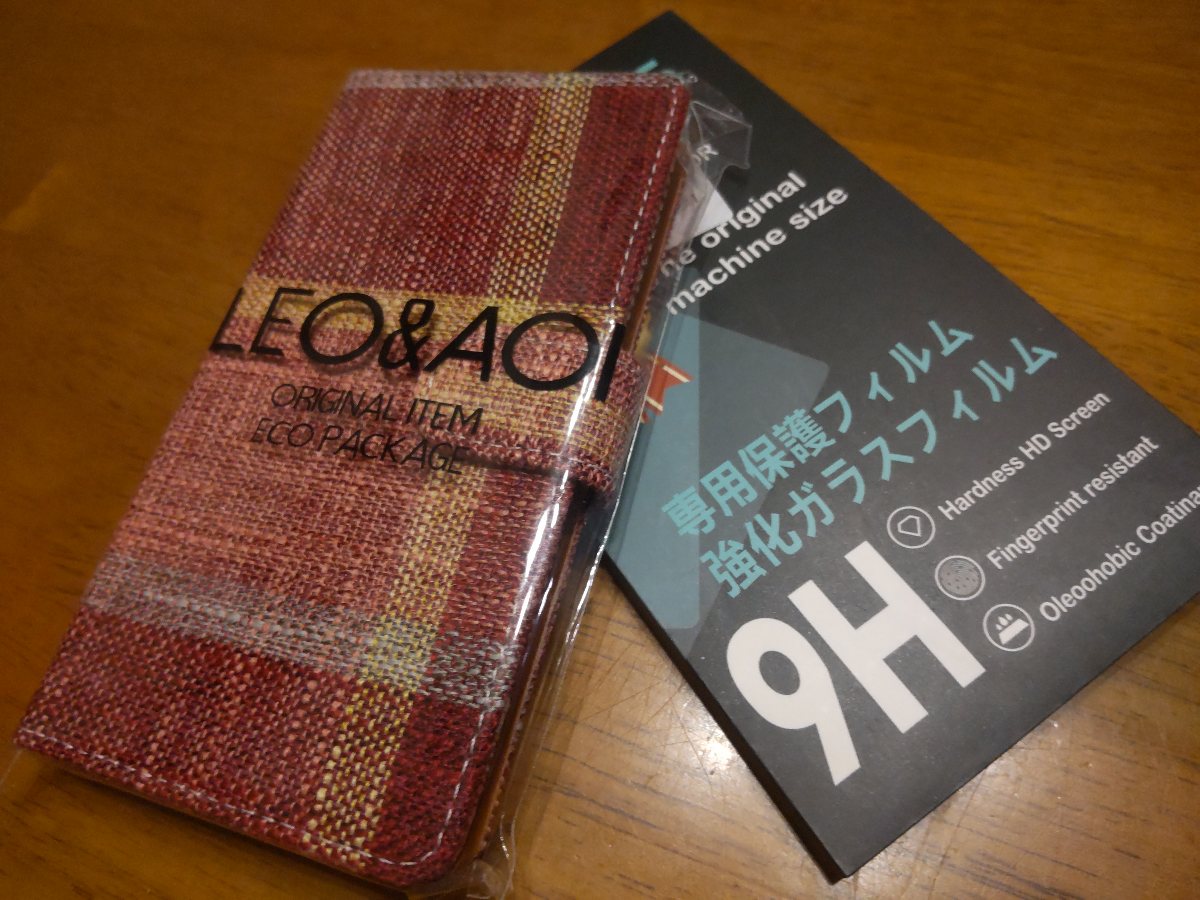 LEO&AOI
ORIGINAL ITEM
ECO PACKAGE
original
machine size
専用保護フィルム
強化ガラスフィルム
9H
Hardness HD Screen
Fingerprint resistant
Oleoohobic